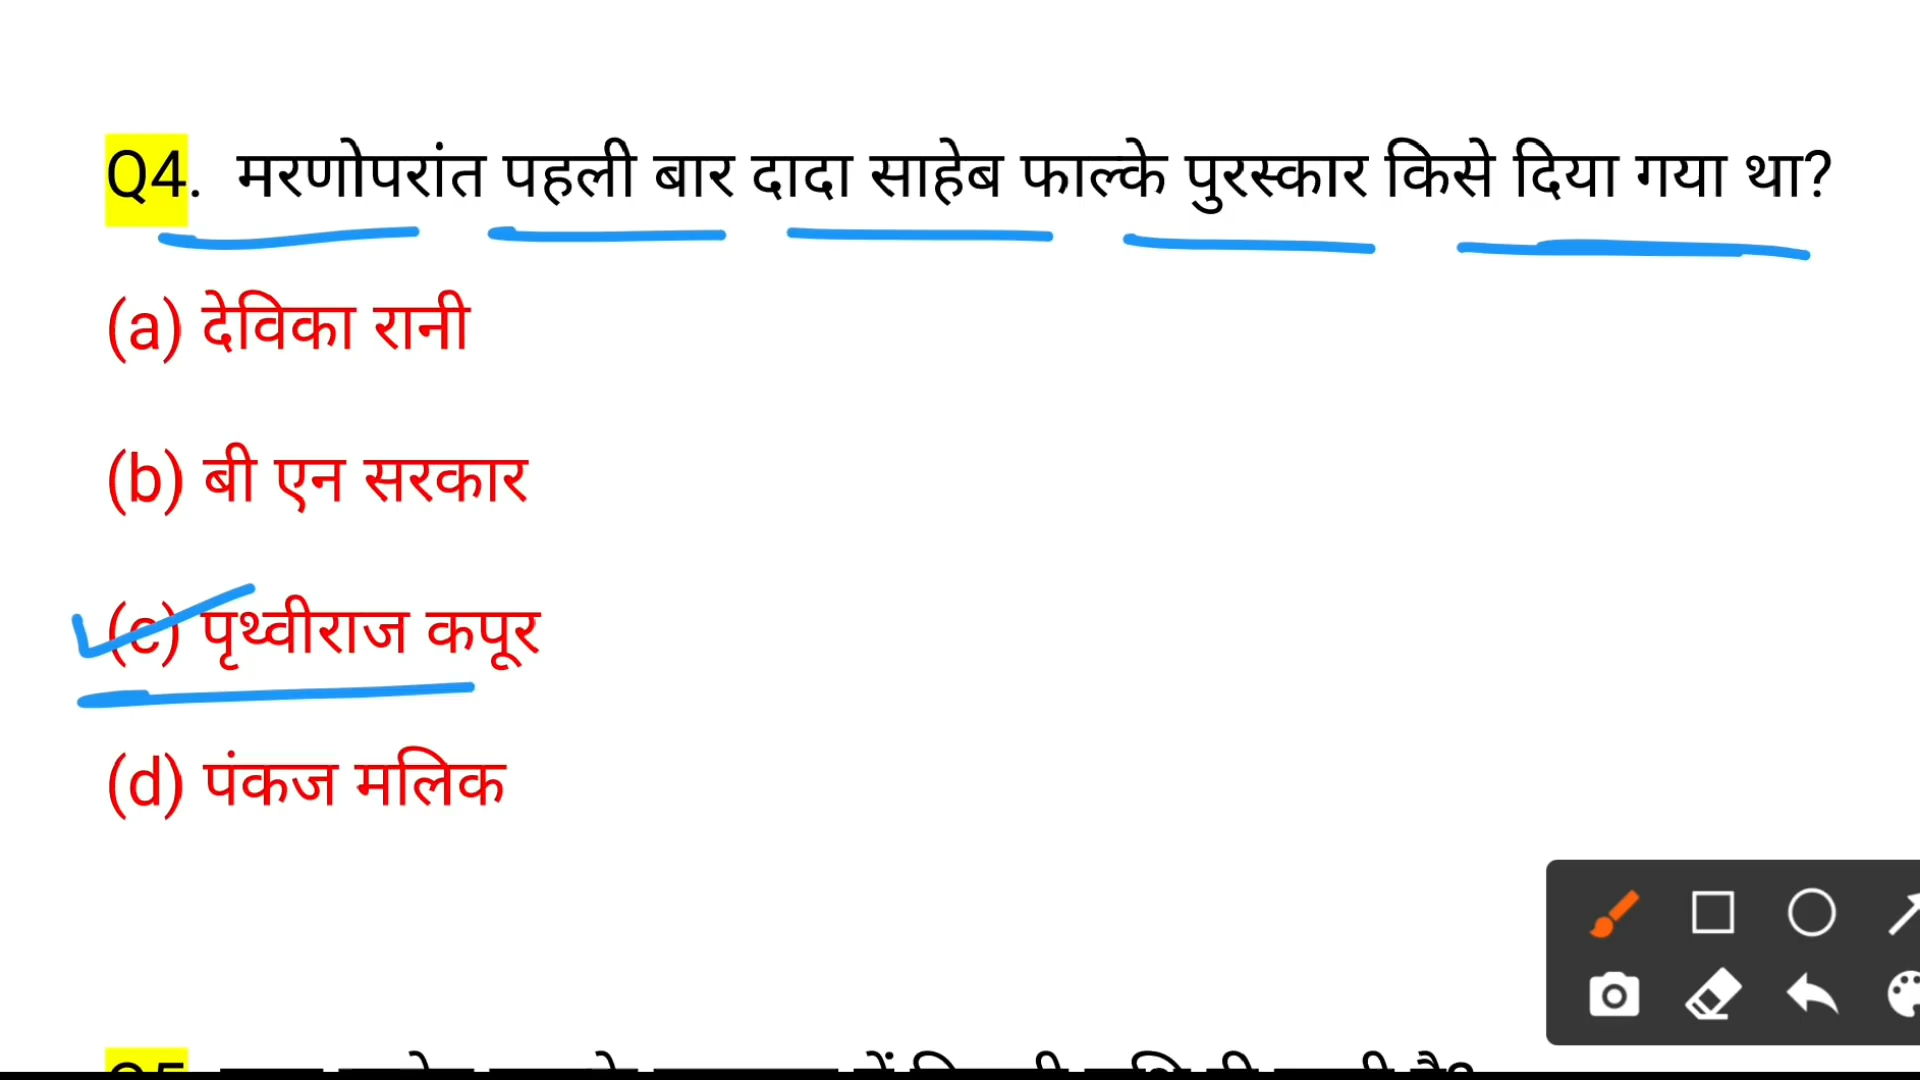 Q4. मरणोपरांत पहली बार दादा साहेब फाल्के पुरस्कार किसे दिया गया था?
(a) देविका रानी
(b) बी एन सरकार
(c) पृथ्वीराज कपूर
(d) पंकज मलिक